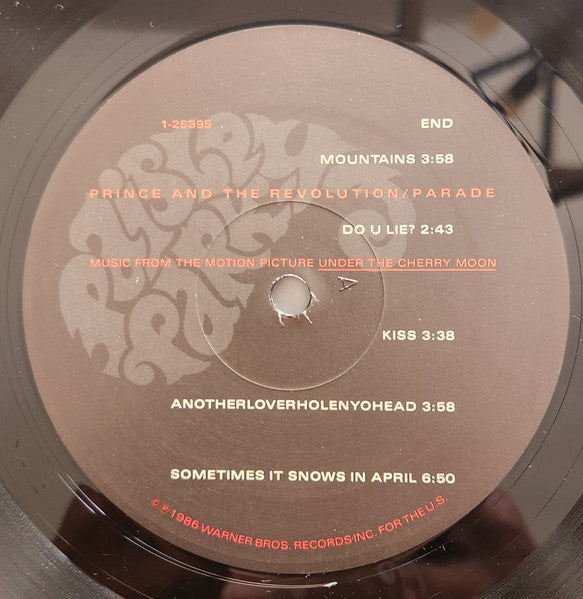 1-25395
END
MOUNTAINS 3:58
PRINCE AND THE REVOLUTION/PARADE
DO U LIE? 2:43
MUSIC FROM THE MOTION PICTURE UNDER THE CHERRY MOON
A
KISS 3:38
ANOTHERLOVERHOLENYOHEAD 3:58
SOMETIMES IT SNOWS IN APRIL 6:50
© ℗ 1986 WARNER BROS. RECORDS INC. FOR THE U.S.
PAISLEY
PARK